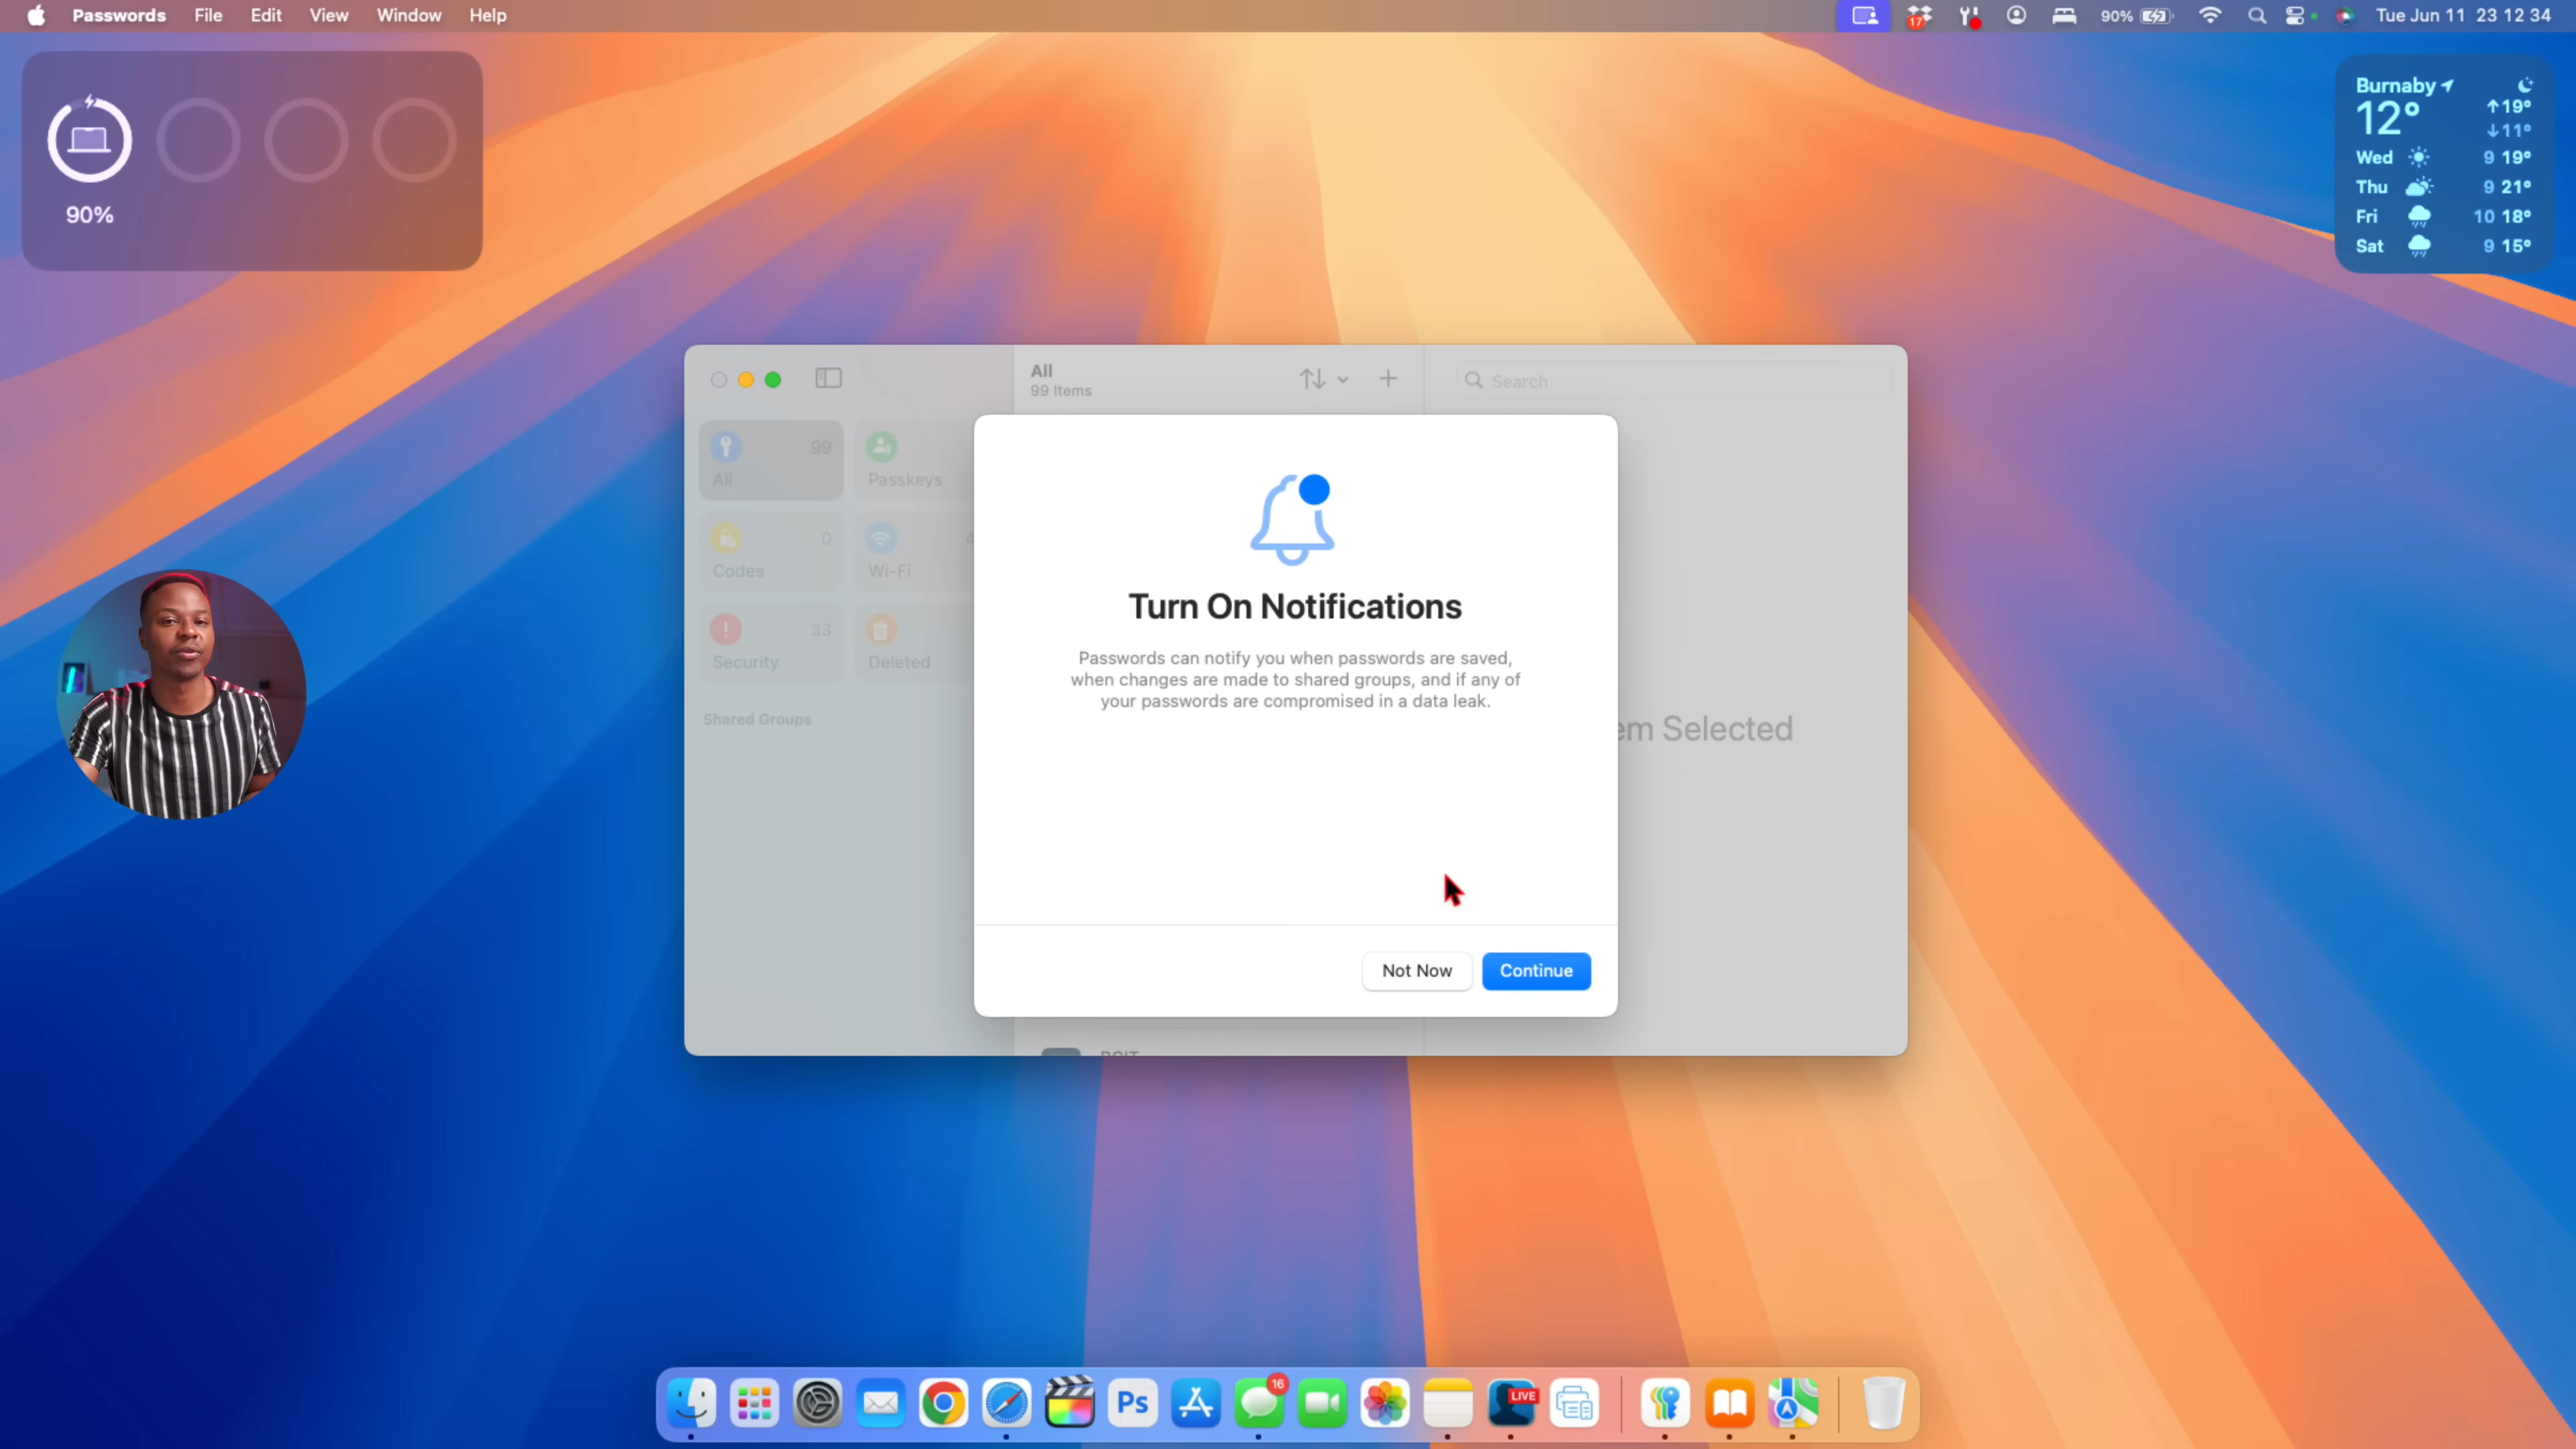 Passwords File Edit View Window Help
17
90%
Tue Jun 11 23 12 34
90%
Burnaby
12°
↑19°
↓11°
Wed 9 19°
Thu 9 21°
Fri 10 18°
Sat 9 15°
All
99 Items
Search
99
All
Passkeys
0
Codes
Wi-Fi
33
Security
Deleted
Shared Groups
Turn On Notifications
Passwords can notify you when passwords are saved,
when changes are made to shared groups, and if any of
your passwords are compromised in a data leak.
Selected
Not Now
Continue
Ps
16
LIVE